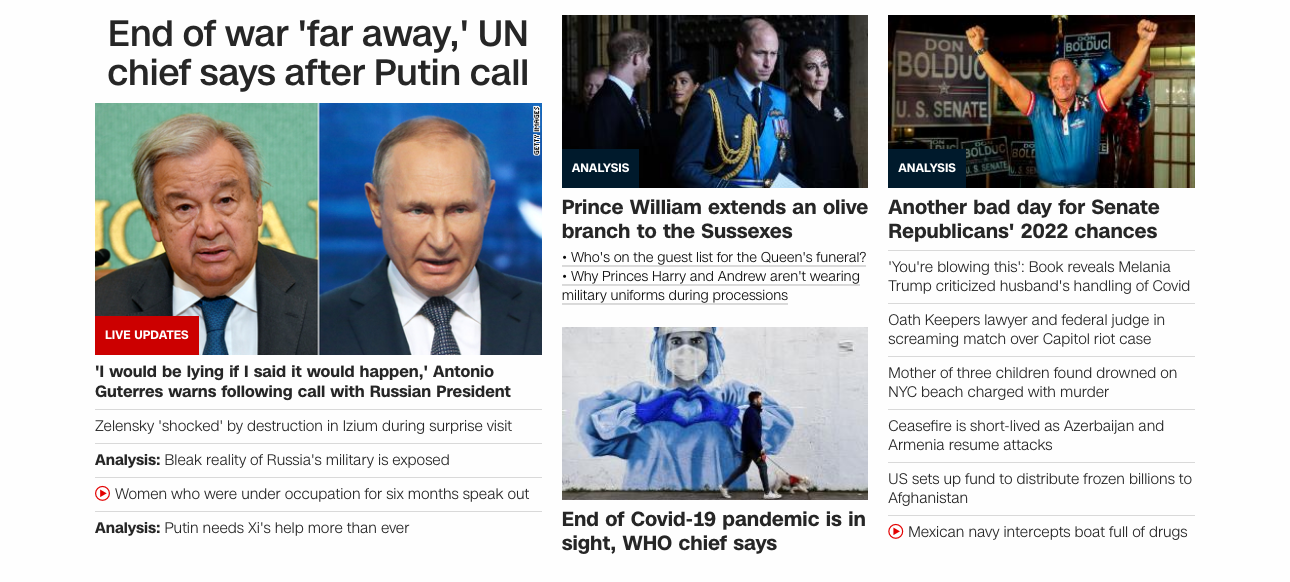 End of war 'far away,' UN
chief says after Putin call
GETTY IMAGES
LIVE UPDATES
'I would be lying if I said it would happen,' Antonio
Guterres warns following call with Russian President
Zelensky 'shocked' by destruction in Izium during surprise visit
Analysis: Bleak reality of Russia's military is exposed
Women who were under occupation for six months speak out
Analysis: Putin needs Xi's help more than ever
ANALYSIS
Prince William extends an olive
branch to the Sussexes
• Who's on the guest list for the Queen's funeral?
• Why Princes Harry and Andrew aren't wearing
military uniforms during processions
End of Covid-19 pandemic is in
sight, WHO chief says
DON
BOLDUC
U.S. SENATE
DON
BOLDUC
U.S. SENATE
BOLDUC
U.S. SENATE
ANALYSIS
Another bad day for Senate
Republicans' 2022 chances
'You're blowing this': Book reveals Melania
Trump criticized husband's handling of Covid
Oath Keepers lawyer and federal judge in
screaming match over Capitol riot case
Mother of three children found drowned on
NYC beach charged with murder
Ceasefire is short-lived as Azerbaijan and
Armenia resume attacks
US sets up fund to distribute frozen billions to
Afghanistan
Mexican navy intercepts boat full of drugs